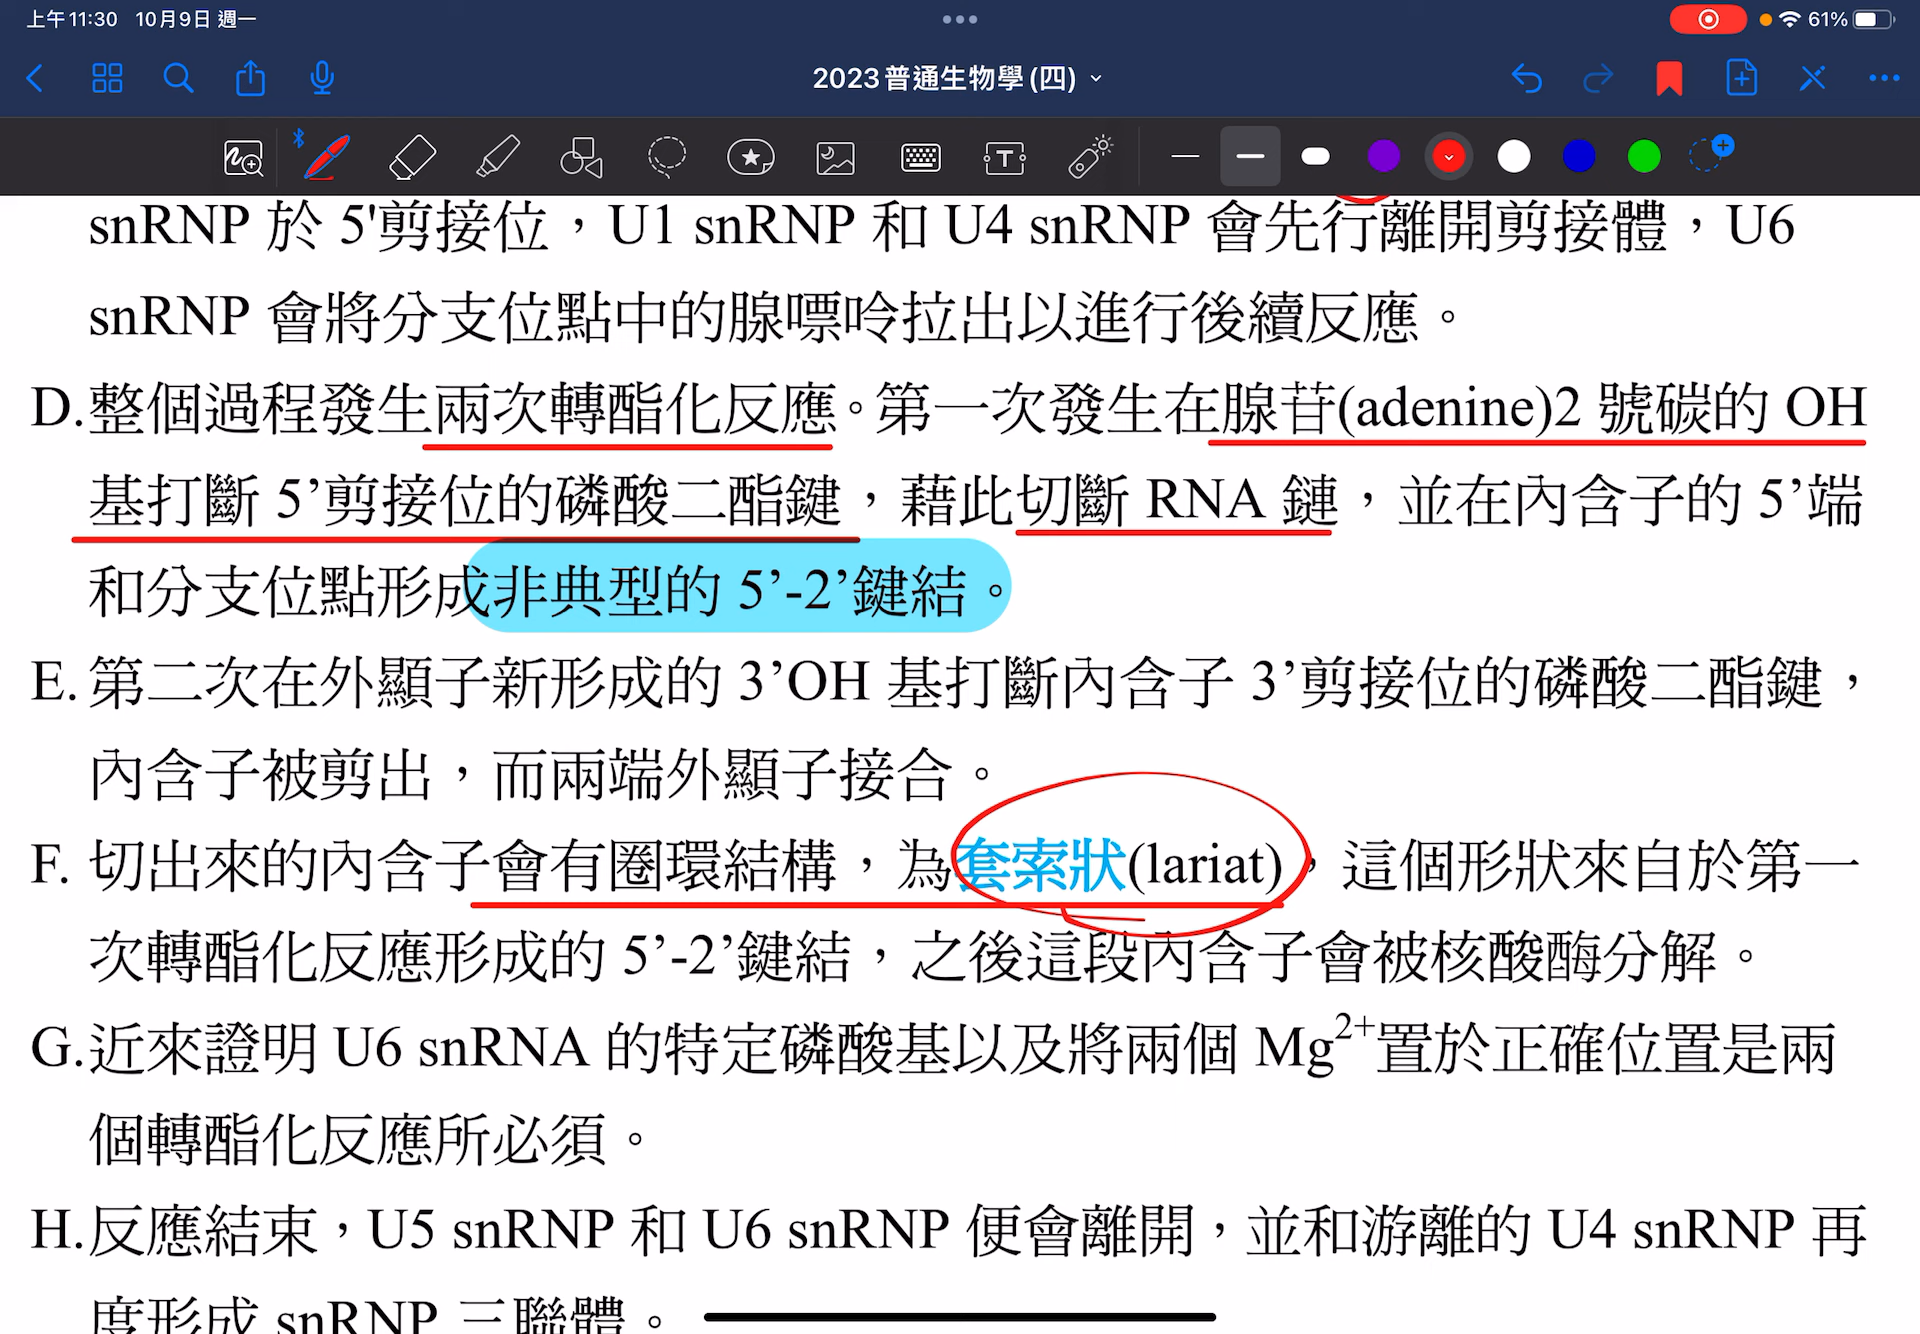 上午11:30 10月9日 週一
61%
2023普通生物學(四)
T
snRNP 於 5'剪接位，U1 snRNP 和 U4 snRNP 會先行離開剪接體，U6
snRNP 會將分支位點中的腺嘌呤拉出以進行後續反應。
D.整個過程發生兩次轉酯化反應。第一次發生在腺苷(adenine)2 號碳的 OH
基打斷 5’剪接位的磷酸二酯鍵，藉此切斷 RNA 鏈，並在內含子的 5’端
和分支位點形成非典型的 5’-2’鍵結。
E. 第二次在外顯子新形成的 3’OH 基打斷內含子 3’剪接位的磷酸二酯鍵，
內含子被剪出，而兩端外顯子接合。
F. 切出來的內含子會有圈環結構，為套索狀(lariat)，這個形狀來自於第一
次轉酯化反應形成的 5’-2’鍵結，之後這段內含子會被核酸酶分解。
G.近來證明 U6 snRNA 的特定磷酸基以及將兩個 Mg²⁺置於正確位置是兩
個轉酯化反應所必須。
H.反應結束，U5 snRNP 和 U6 snRNP 便會離開，並和游離的 U4 snRNP 再
度形成 snRNP 三聯體。